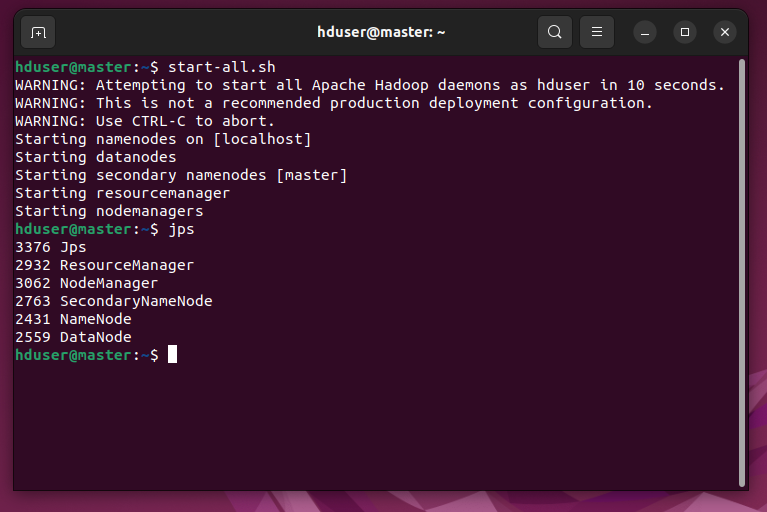 hduser@master: ~
hduser@master:~$ start-all.sh
WARNING: Attempting to start all Apache Hadoop daemons as hduser in 10 seconds.
WARNING: This is not a recommended production deployment configuration.
WARNING: Use CTRL-C to abort.
Starting namenodes on [localhost]
Starting datanodes
Starting secondary namenodes [master]
Starting resourcemanager
Starting nodemanagers
hduser@master:~$ jps
3376 Jps
2932 ResourceManager
3062 NodeManager
2763 SecondaryNameNode
2431 NameNode
2559 DataNode
hduser@master:~$